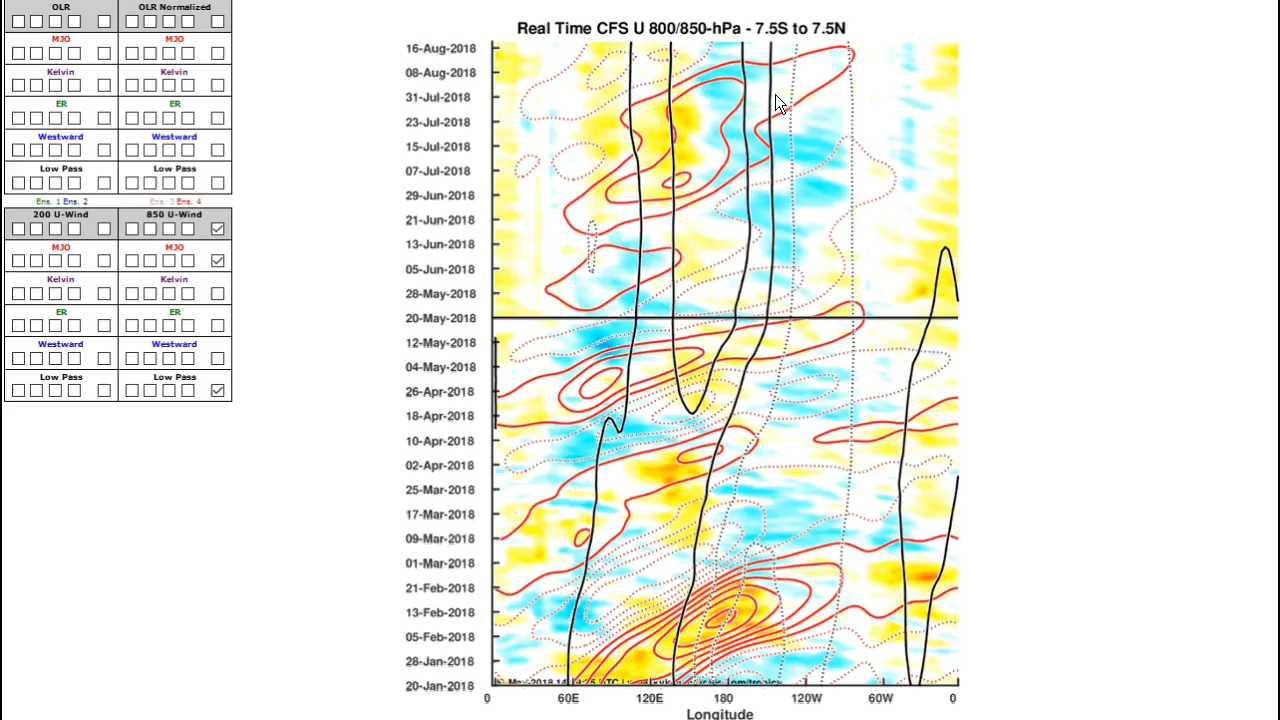 OLR OLR Normalized
MJO MJO
Kelvin Kelvin
ER ER
Westward Westward
Low Pass Low Pass
Ens. 1 Ens. 2 Ens. 3 Ens. 4
200 U-Wind 850 U-Wind
MJO MJO
Kelvin Kelvin
ER ER
Westward Westward
Low Pass Low Pass
Real Time CFS U 800/850-hPa - 7.5S to 7.5N
16-Aug-2018
08-Aug-2018
31-Jul-2018
23-Jul-2018
15-Jul-2018
07-Jul-2018
29-Jun-2018
21-Jun-2018
13-Jun-2018
05-Jun-2018
28-May-2018
20-May-2018
12-May-2018
04-May-2018
26-Apr-2018
18-Apr-2018
10-Apr-2018
02-Apr-2018
25-Mar-2018
17-Mar-2018
09-Mar-2018
01-Mar-2018
21-Feb-2018
13-Feb-2018
05-Feb-2018
28-Jan-2018
20-Jan-2018
0 60E 120E 180 120W 60W 0
Longitude